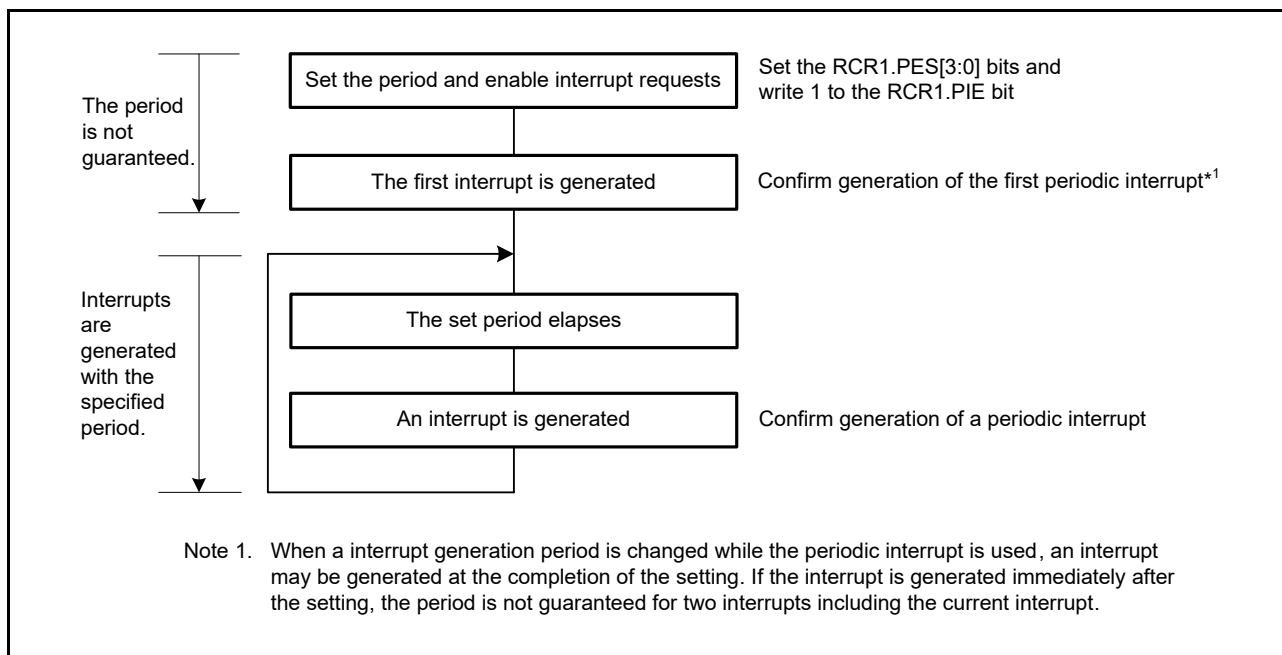 Set the period and enable interrupt requests
Set the RCR1.PES[3:0] bits and
write 1 to the RCR1.PIE bit
The period
is not
guaranteed.
The first interrupt is generated
Confirm generation of the first periodic interrupt*1
Interrupts
are
generated
with the
specified
period.
The set period elapses
An interrupt is generated
Confirm generation of a periodic interrupt
Note 1. When a interrupt generation period is changed while the periodic interrupt is used, an interrupt
may be generated at the completion of the setting. If the interrupt is generated immediately after
the setting, the period is not guaranteed for two interrupts including the current interrupt.